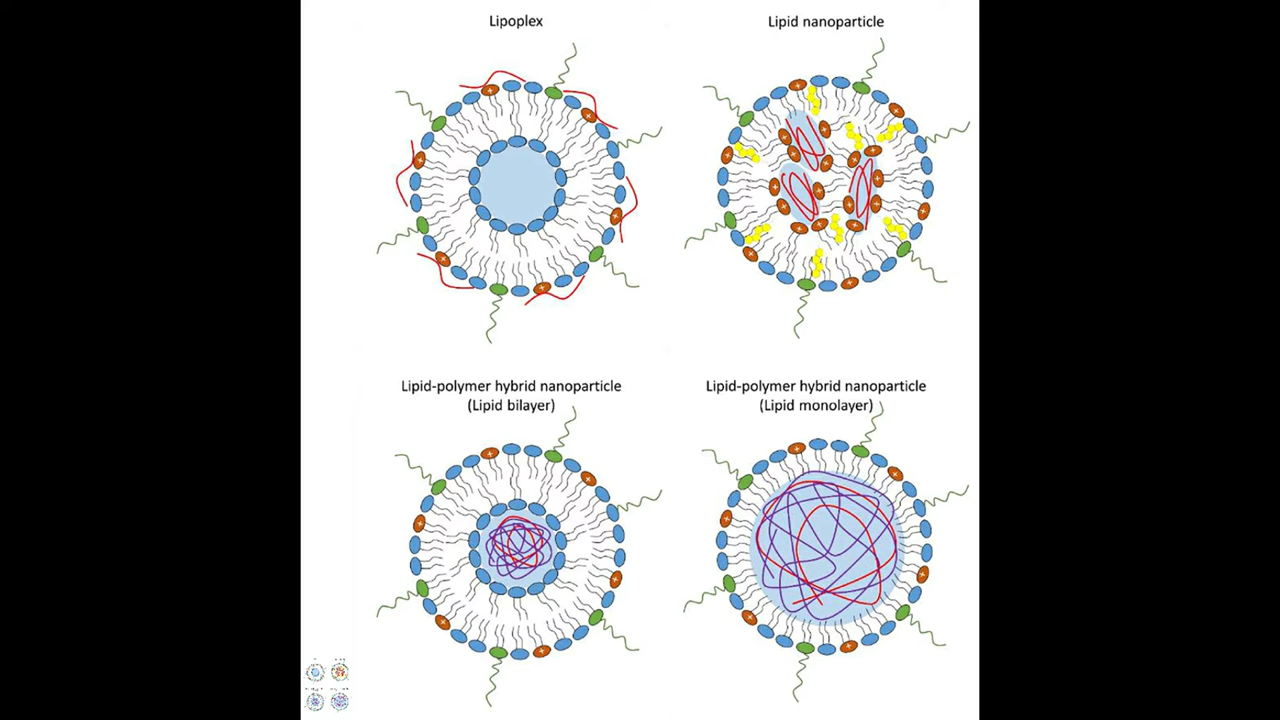 Lipoplex
Lipid nanoparticle
Lipid-polymer hybrid nanoparticle
(Lipid bilayer)
Lipid-polymer hybrid nanoparticle
(Lipid monolayer)